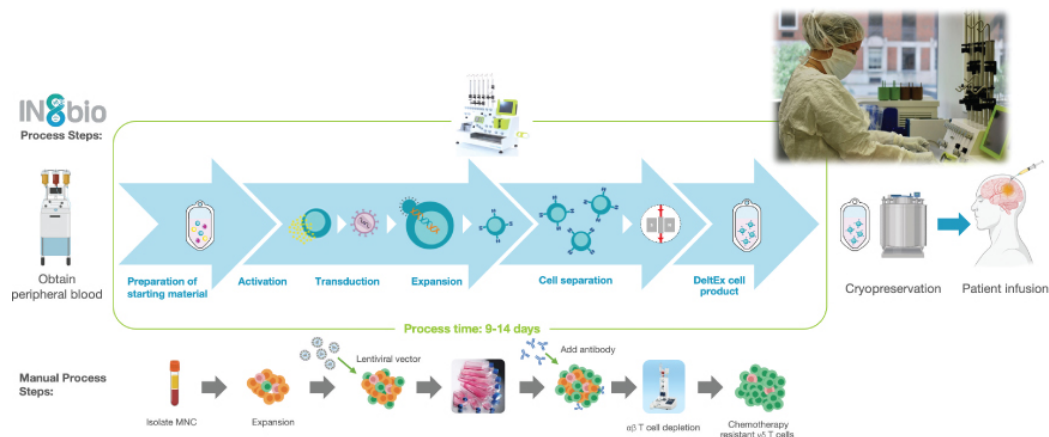 IN8bio
Process Steps:
Obtain
peripheral blood
Preparation of
starting material
Activation
Transduction
Expansion
Cell separation
DeltEx cell
product
Cryopreservation
Patient infusion
Process time: 9-14 days
Manual Process
Steps:
Isolate MNC
Expansion
Lentiviral vector
Add antibody
αβ T cell depletion
Chemotherapy
resistant γδ T cells